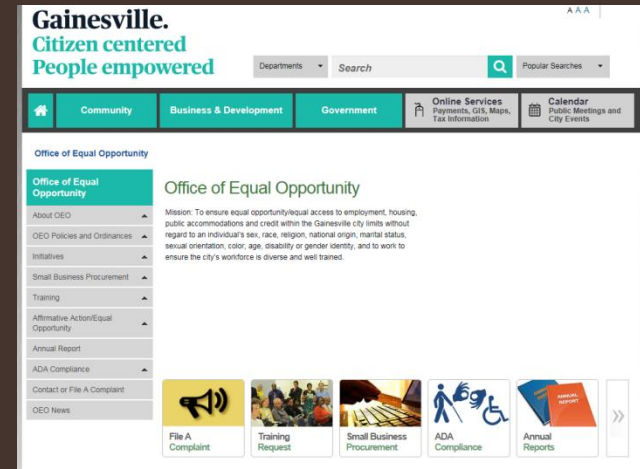 Gainesville.
Citizen centered
People empowered
A A A
Departments
Search
Popular Searches
Community
Business & Development
Government
Online Services
Payments, GIS, Maps,
Tax Information
Calendar
Public Meetings and
City Events
Office of Equal Opportunity
Office of Equal
Opportunity
About OEO
OEO Policies and Ordinances
Initiatives
Small Business Procurement
Training
Affirmative Action/Equal
Opportunity
Annual Report
ADA Compliance
Contact or File A Complaint
OEO News
Office of Equal Opportunity
Mission: To ensure equal opportunity/equal access to employment, housing,
public accommodations and credit within the Gainesville city limits without
regard to an individual's sex, race, religion, national origin, marital status,
sexual orientation, color, age, disability or gender identity, and to work to
ensure the city's workforce is diverse and well trained.
ANNUAL
REPORT
File A
Complaint
Training
Request
Small Business
Procurement
ADA
Compliance
Annual
Reports